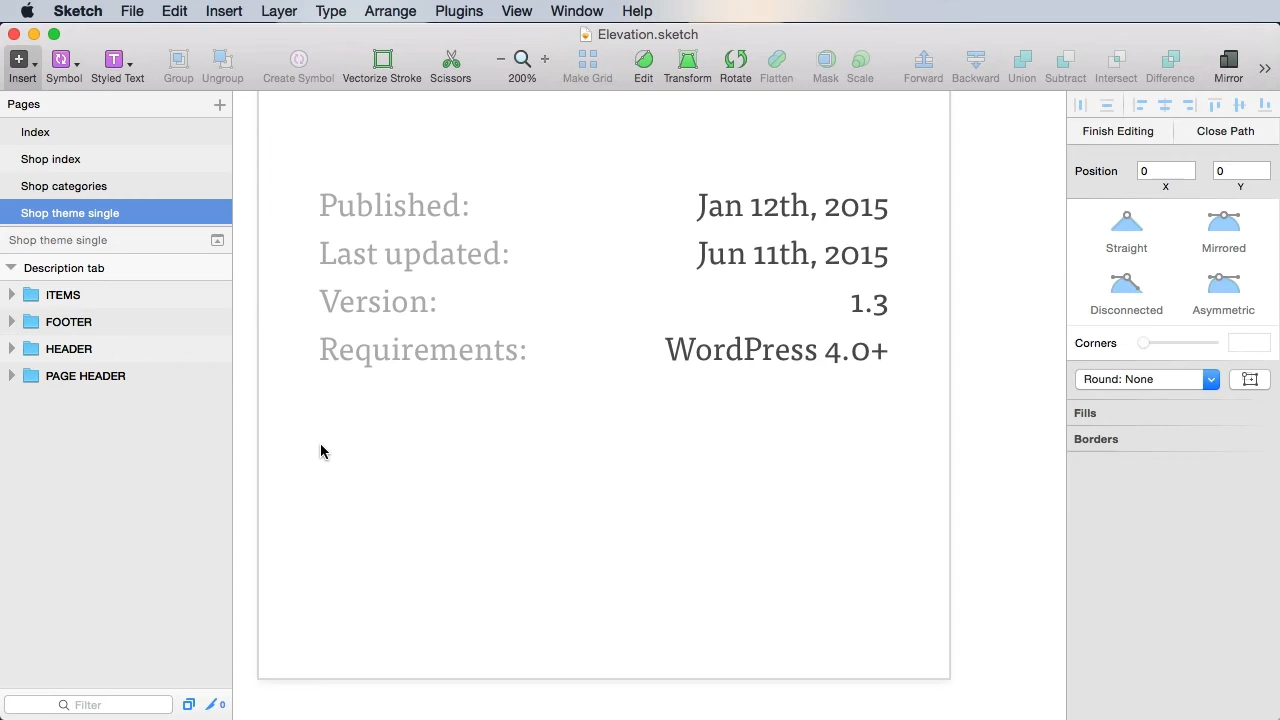 Sketch File Edit Insert Layer Type Arrange Plugins View Window Help
Elevation.sketch
Insert Symbol Styled Text Group Ungroup Create Symbol Vectorize Stroke Scissors 200% Make Grid Edit Transform Rotate Flatten Mask Scale Forward Backward Union Subtract Intersect Difference Mirror
Pages
Index
Shop index
Shop categories
Shop theme single
Shop theme single
Description tab
ITEMS
FOOTER
HEADER
PAGE HEADER
Filter
0
Published: Jan 12th, 2015
Last updated: Jun 11th, 2015
Version: 1.3
Requirements: WordPress 4.0+
Finish Editing Close Path
Position 0 0
X Y
Straight Mirrored
Disconnected Asymmetric
Corners
Round: None
Fills
Borders